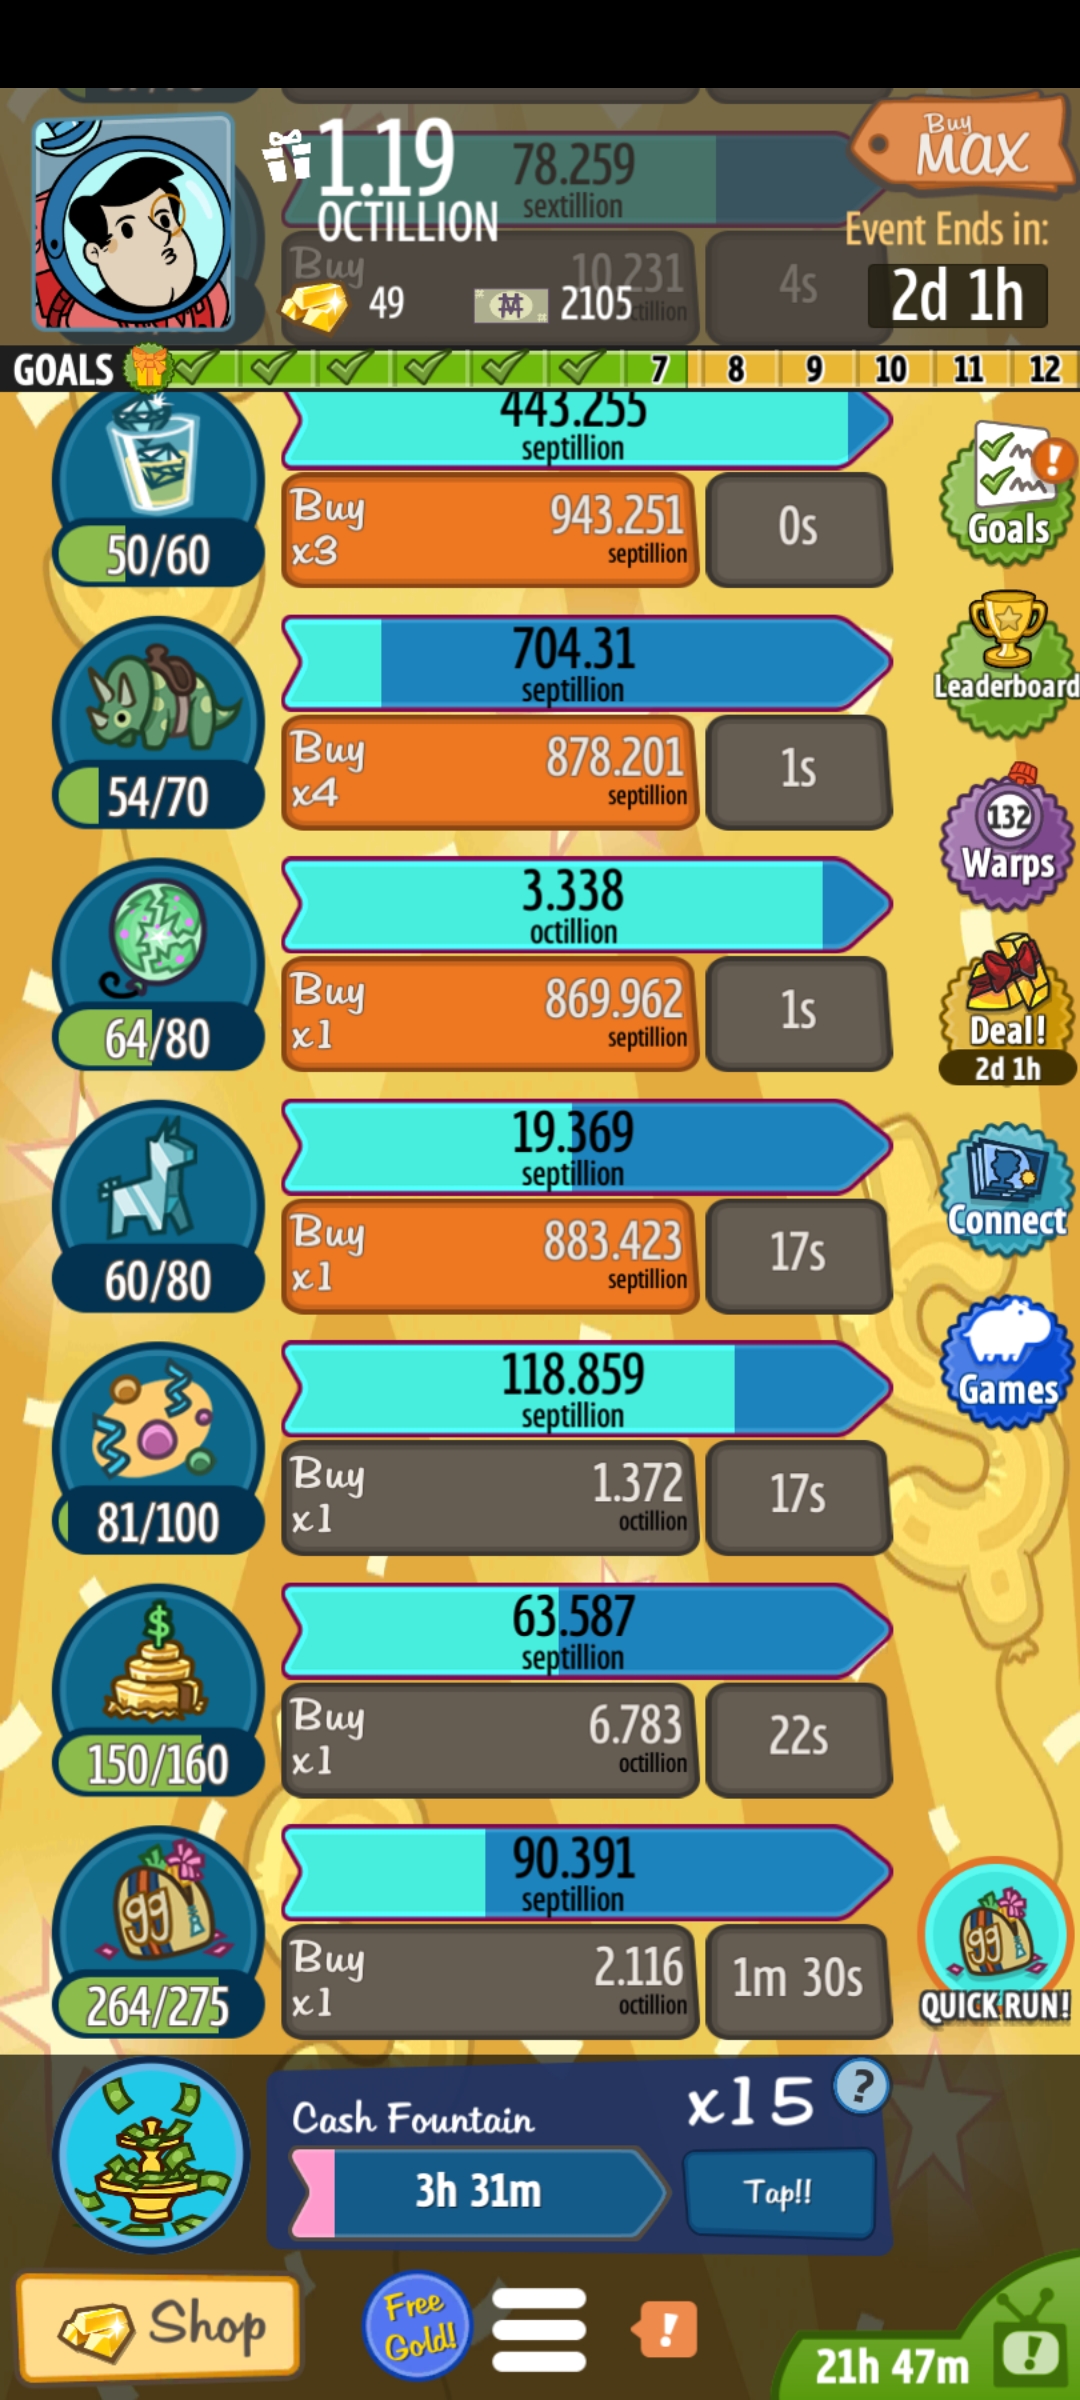 1.19
OCTILLION
78.259
sextillion
Buy
MAX
Event Ends in:
2d 1h
Buy
10.231
4s
49
2105
GOALS
7
8
9
10
11
12
443.255
septillion
50/60
Buy
x3
943.251
septillion
0s
Goals
704.31
septillion
54/70
Buy
x4
878.201
septillion
1s
Leaderboard
3.338
octillion
64/80
Buy
x1
869.962
septillion
1s
132
Warps
Deal!
2d 1h
19.369
septillion
60/80
Buy
x1
883.423
septillion
17s
Connect
118.859
septillion
81/100
Buy
x1
1.372
octillion
17s
Games
63.587
septillion
$
150/160
Buy
x1
6.783
octillion
22s
90.391
septillion
gg
264/275
Buy
x1
2.116
octillion
1m 30s
gg
QUICK RUN!
Cash Fountain
x15
?
3h 31m
Tap!!
Shop
Free
Gold!
!
21h 47m
!